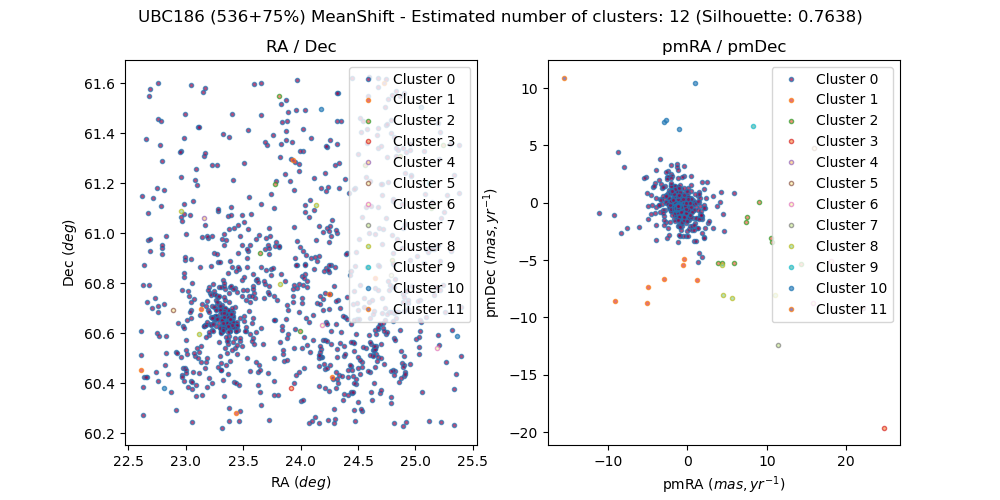 UBC186 (536+75%) MeanShift - Estimated number of clusters: 12 (Silhouette: 0.7638)
RA / Dec
Dec (deg)
61.6
61.4
61.2
61.0
60.8
60.6
60.4
60.2
22.5 23.0 23.5 24.0 24.5 25.0 25.5
RA (deg)
Cluster 0
Cluster 1
Cluster 2
Cluster 3
Cluster 4
Cluster 5
Cluster 6
Cluster 7
Cluster 8
Cluster 9
Cluster 10
Cluster 11
pmRA / pmDec
pmDec (mas, yr⁻¹)
10
5
0
−5
−10
−15
−20
−10 0 10 20
pmRA (mas, yr⁻¹)
Cluster 0
Cluster 1
Cluster 2
Cluster 3
Cluster 4
Cluster 5
Cluster 6
Cluster 7
Cluster 8
Cluster 9
Cluster 10
Cluster 11